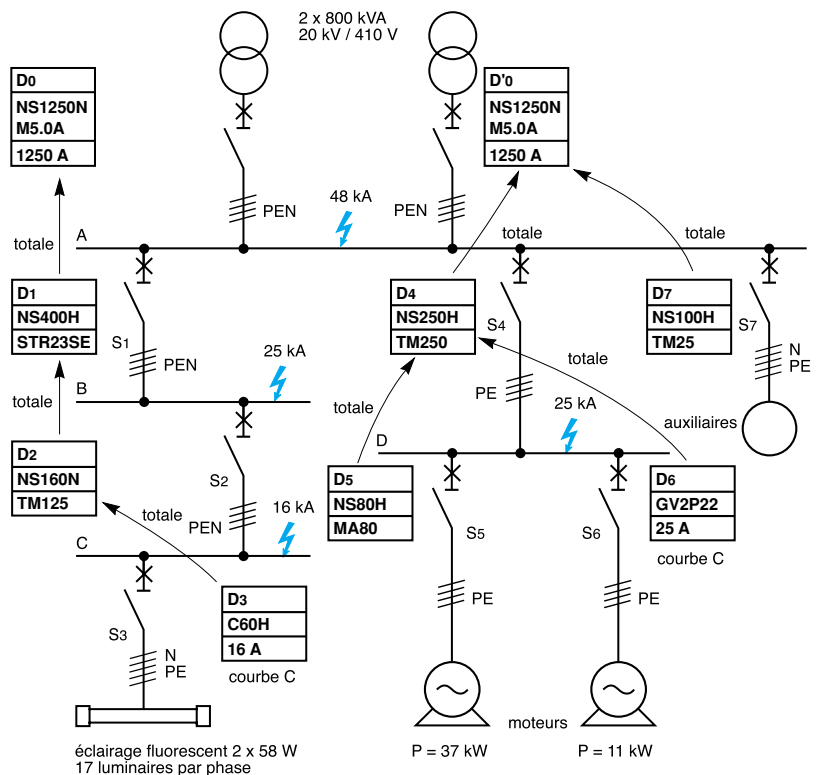 2 x 800 kVA
20 kV / 410 V
D0
NS1250N
M5.0A
1250 A
D'0
NS1250N
M5.0A
1250 A
PEN
PEN
48 kA
totale
A
totale
totale
D1
NS400H
STR23SE
S1
PEN
D4
NS250H
TM250
S4
D7
NS100H
TM25
S7
N
PE
auxiliaires
25 kA
totale
B
PE
totale
totale
25 kA
D
D2
NS160N
TM125
S2
PEN
totale
16 kA
C
D5
NS80H
MA80
S5
S6
D6
GV2P22
25 A
courbe C
S3
N
PE
D3
C60H
16 A
courbe C
PE
PE
moteurs
éclairage fluorescent 2 x 58 W
17 luminaires par phase
P = 37 kW
P = 11 kW